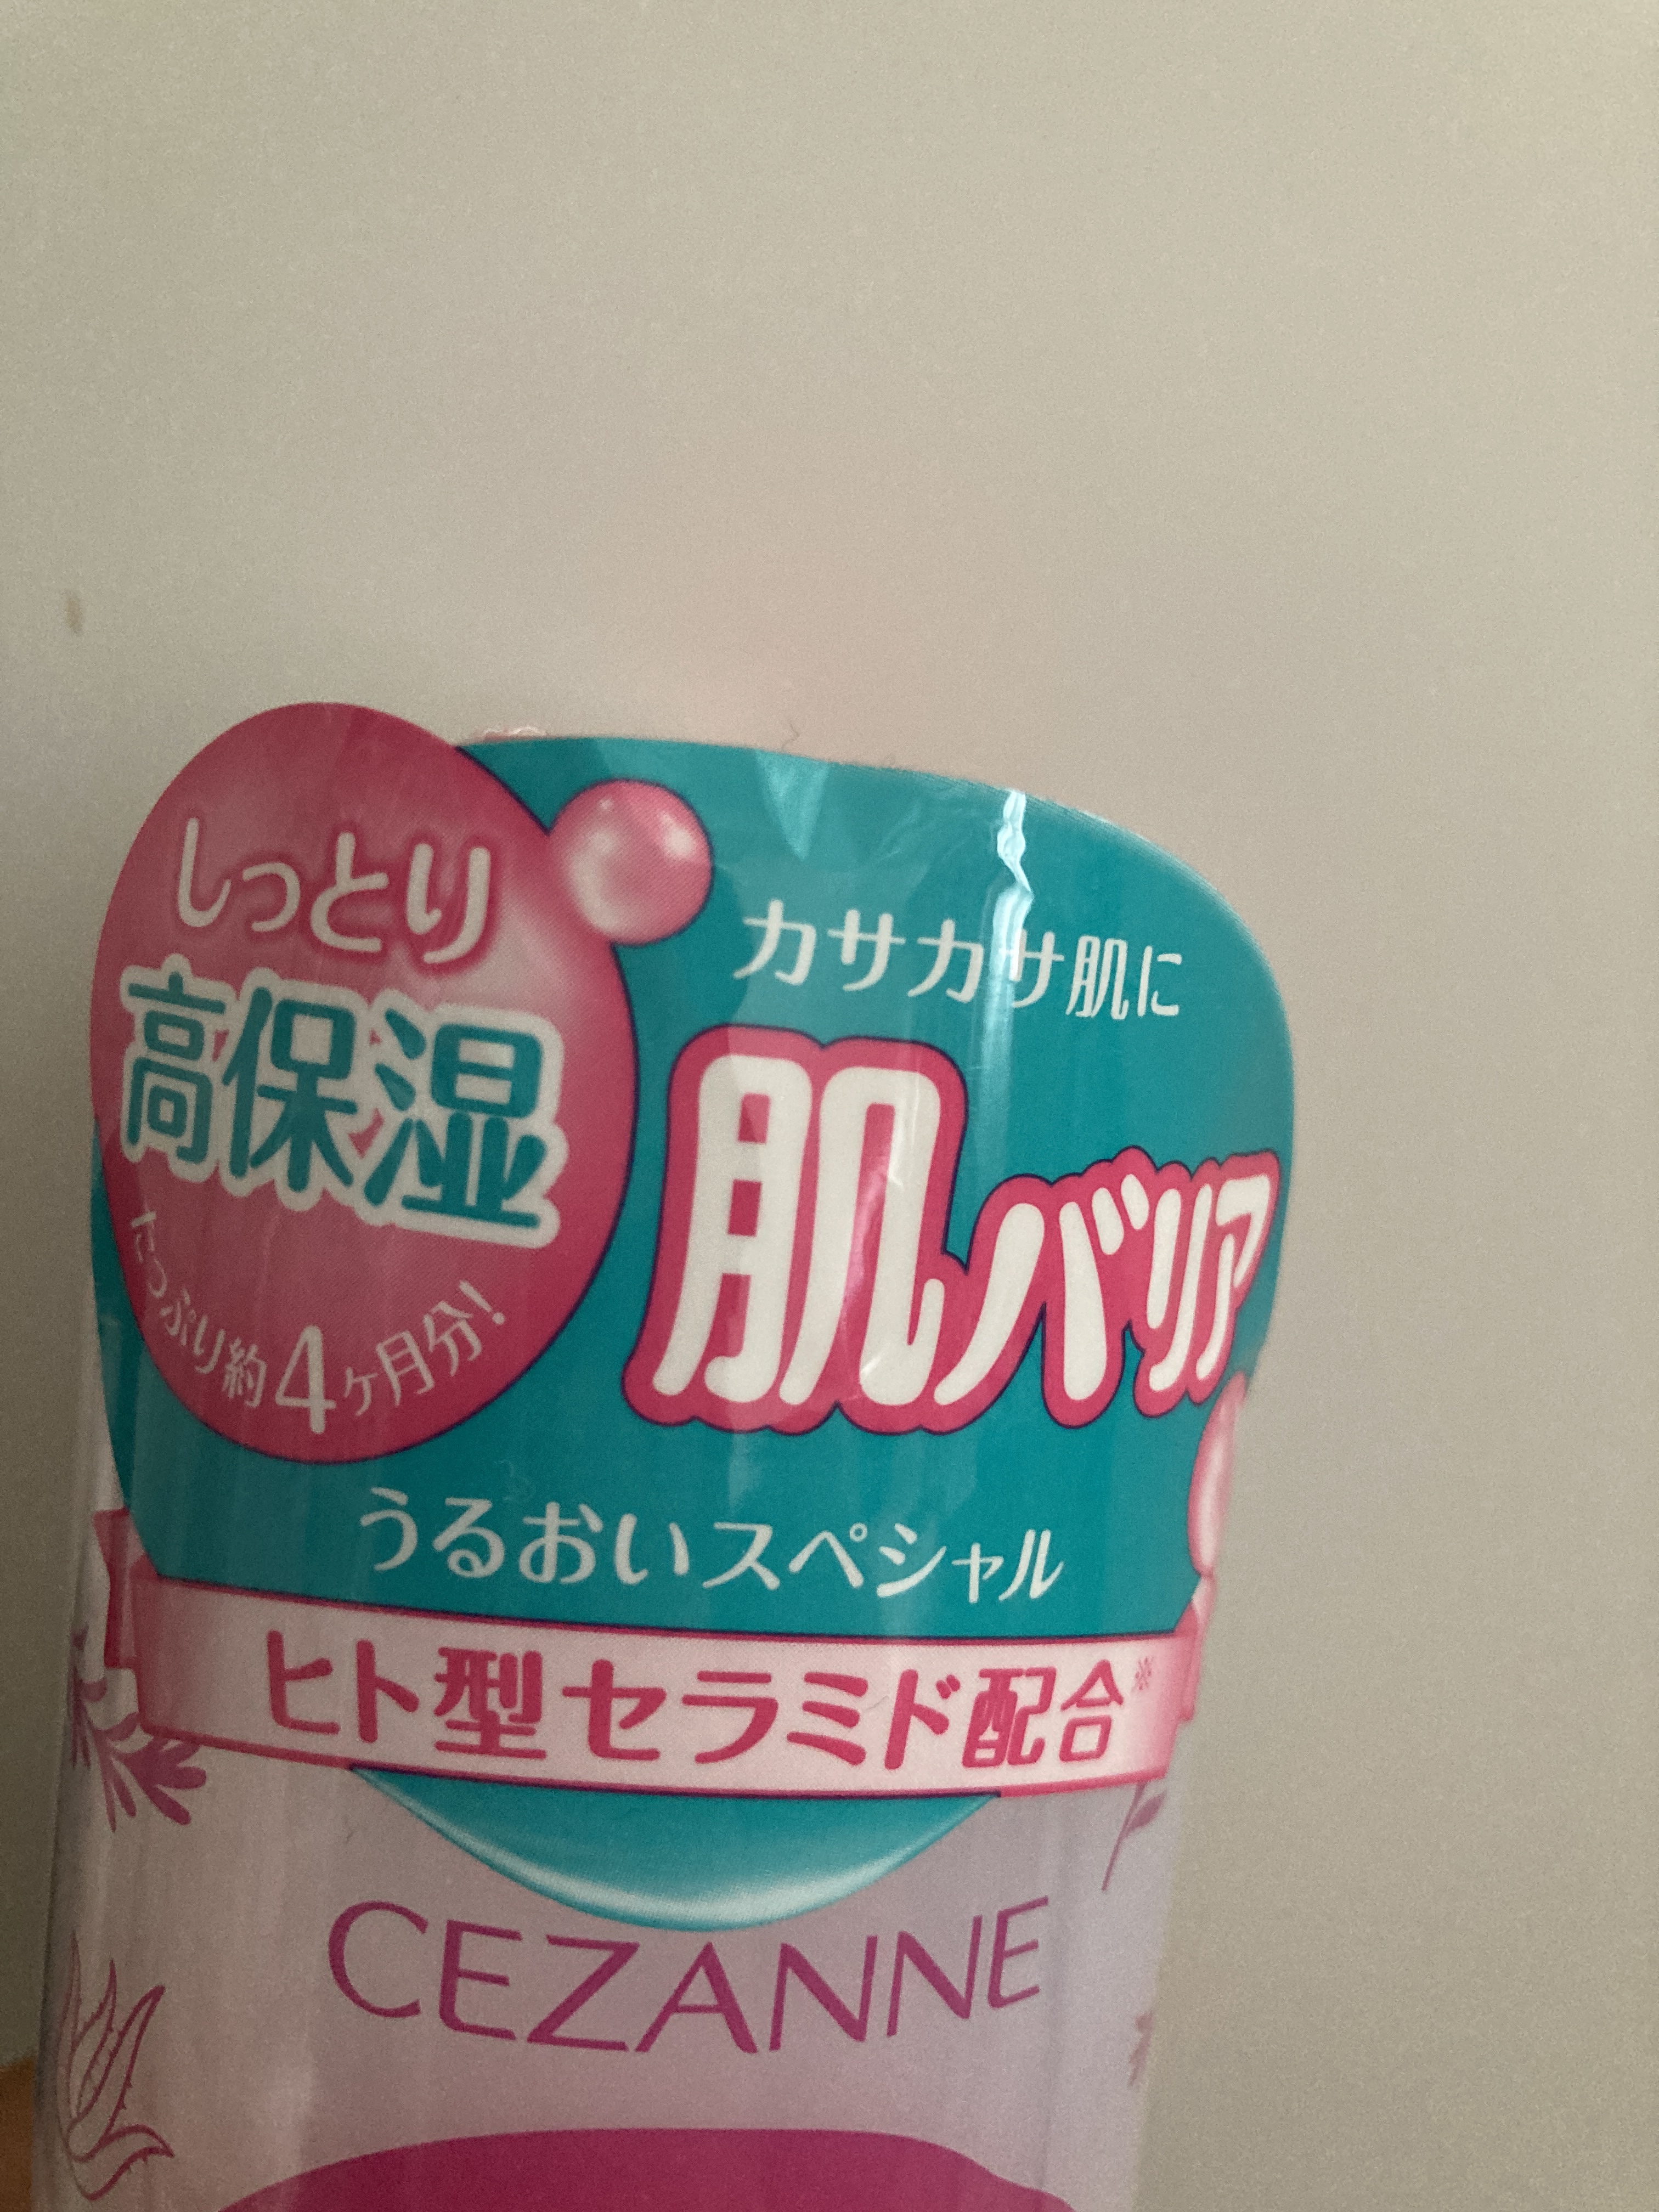 しっとり
高保湿
たっぷり約4ヶ月分!
カサカサ肌に
肌バリア
うるおいスペシャル
ヒト型セラミド配合※
CEZANNE